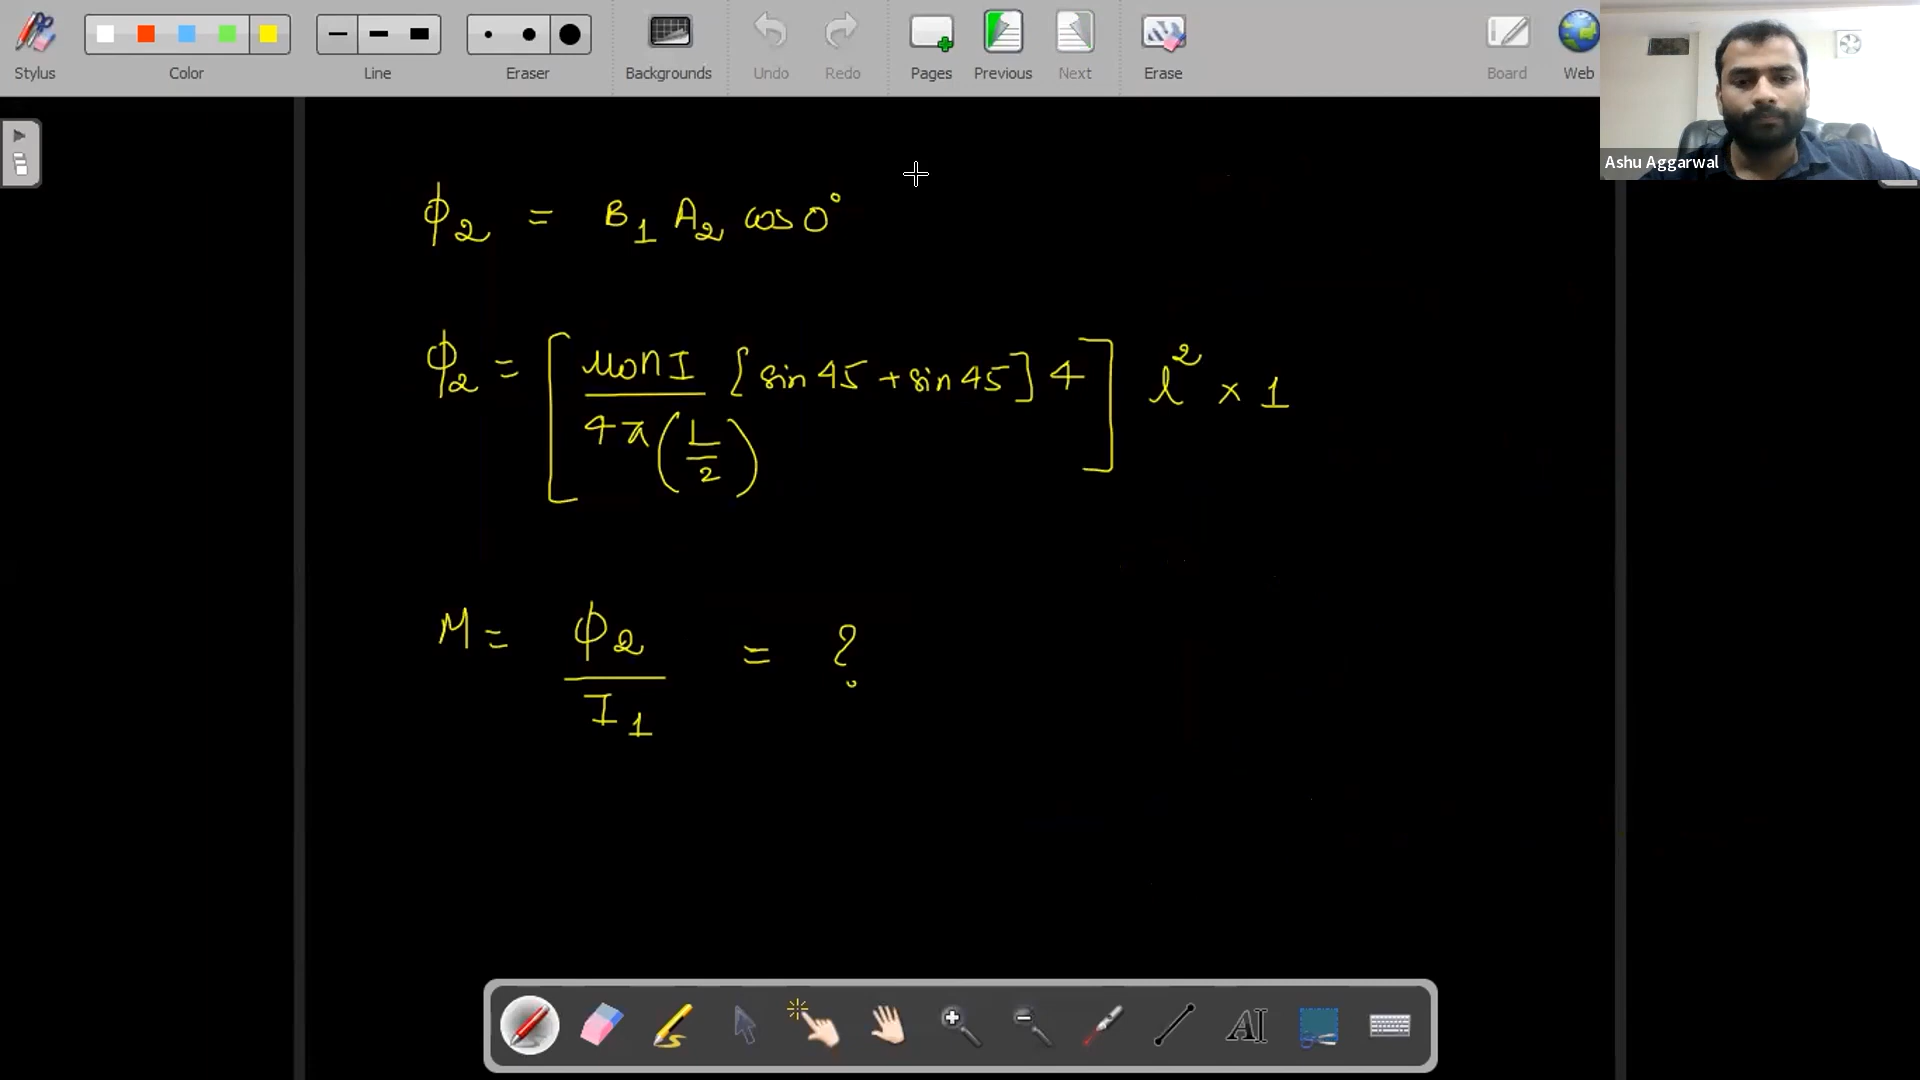 Stylus Color Line Eraser Backgrounds Undo Redo Pages Previous Next Erase Board Web
Ashu Aggarwal
ϕ₂ = B₁ A₂ cos 0°
ϕ₂ = [ μ₀nI / 4π(L/2) [sin 45 + sin 45] 4 ] l² × 1
M = ϕ₂ / I₁ = ?
AI